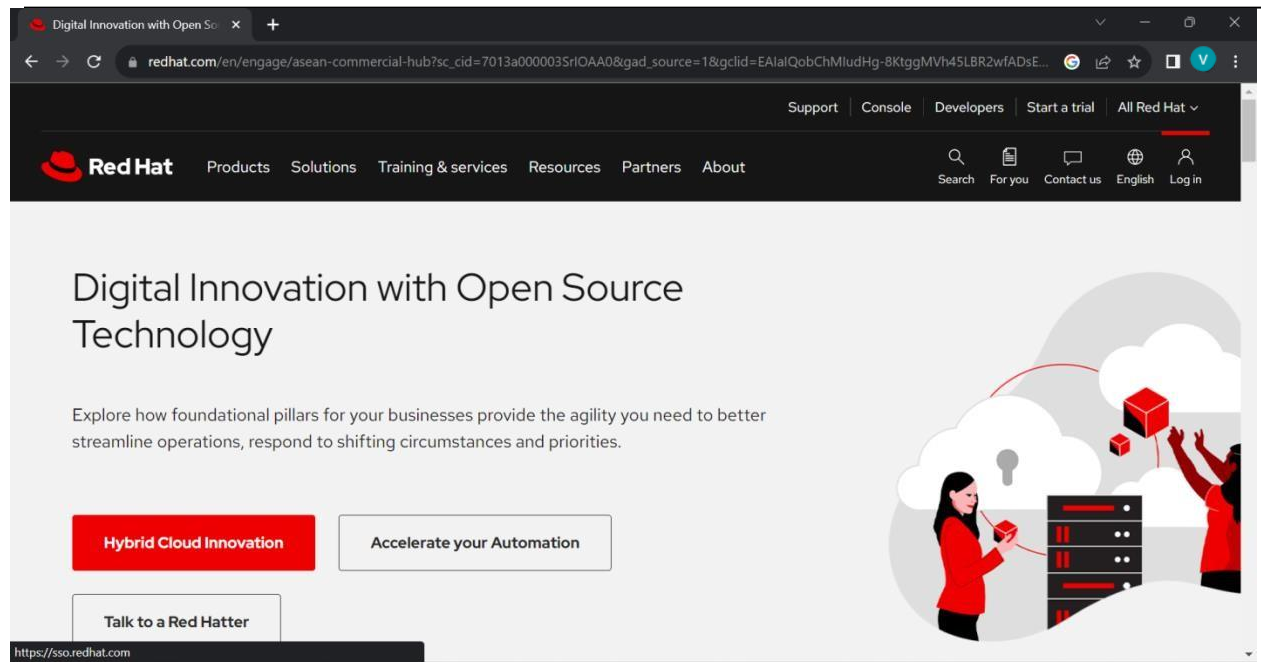 Digital Innovation with Open So
redhat.com/en/engage/asean-commercial-hub?sc_cid=7013a000003SrIOAA0&gad_source=1&gclid=EAIaIQobChMIudHg-8KtggMVh45LBR2wfADsE...
V
Support Console Developers Start a trial All Red Hat
Red Hat Products Solutions Training & services Resources Partners About
Search For you Contact us English Log in
Digital Innovation with Open Source
Technology
Explore how foundational pillars for your businesses provide the agility you need to better
streamline operations, respond to shifting circumstances and priorities.
Hybrid Cloud Innovation Accelerate your Automation
Talk to a Red Hatter
https://sso.redhat.com